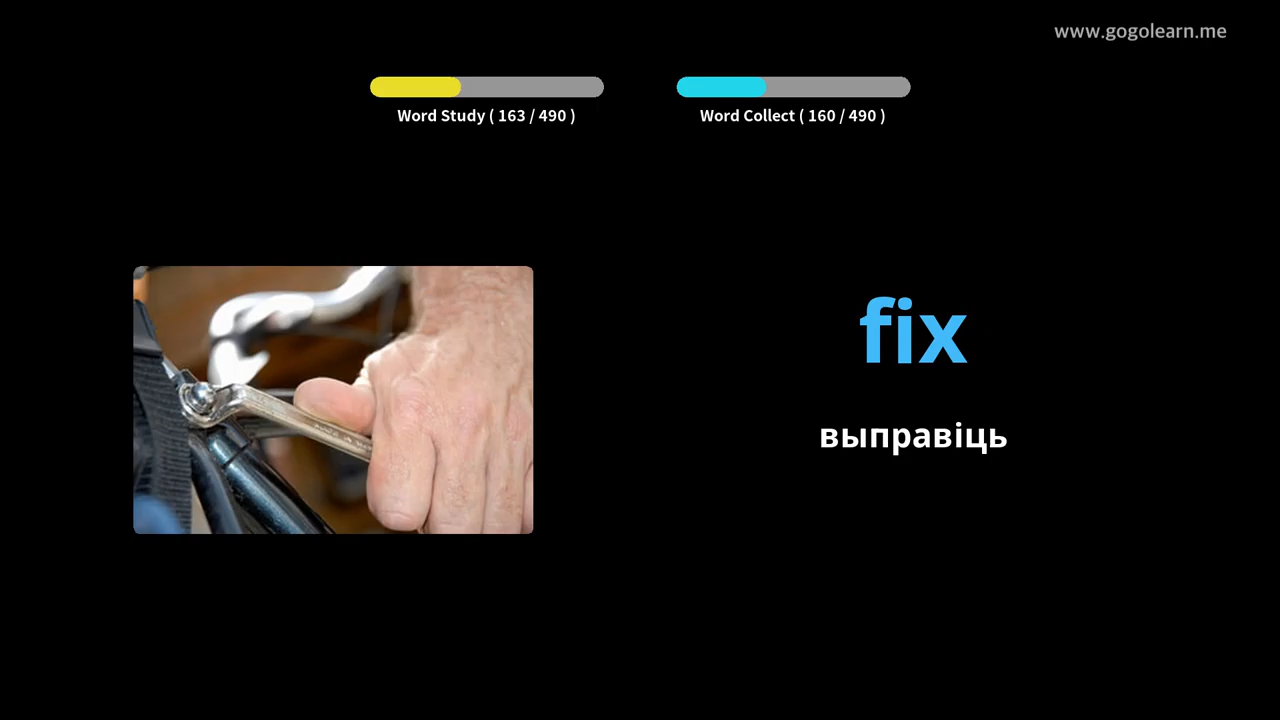 www.gogolearn.me
Word Study ( 163 / 490 )
Word Collect ( 160 / 490 )
fix
выправіць